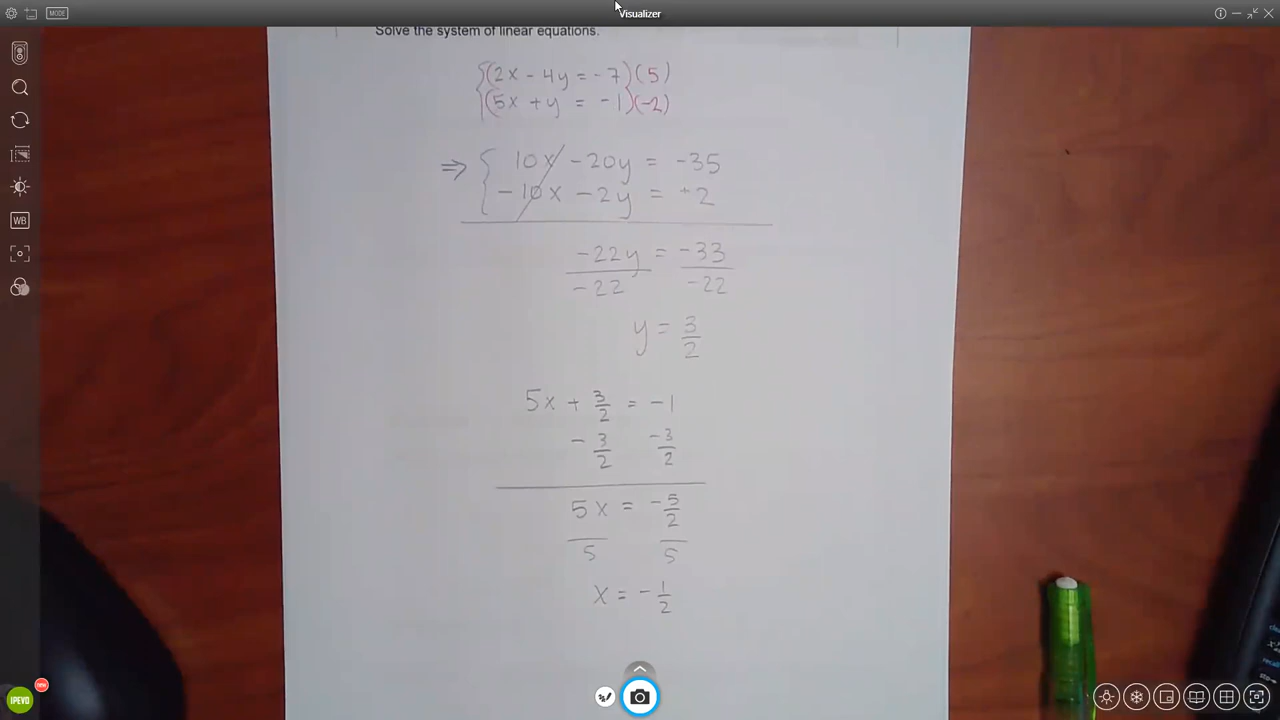 MODE
Visualizer
Solve the system of linear equations.
{(2x - 4y = -7)(5)
{(5x + y = -1)(-2)
⇒ { 10x - 20y = -35
-10x - 2y = +2
-22y = -33
-22 -22
y = 3/2
5x + 3/2 = -1
- 3/2 -3/2
5x = -5/2
5 5
x = -1/2
WB
IPEVO
new